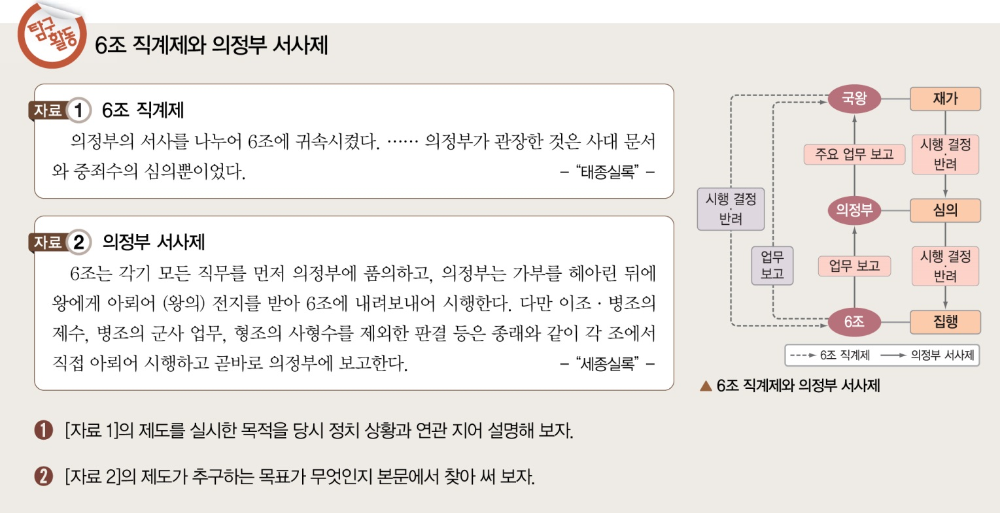 탐구 활동
6조 직계제와 의정부 서사제
자료 1 6조 직계제
의정부의 서사를 나누어 6조에 귀속시켰다. …… 의정부가 관장한 것은 사대 문서
와 중죄수의 심의뿐이었다.
– “태종실록” –
자료 2 의정부 서사제
6조는 각기 모든 직무를 먼저 의정부에 품의하고, 의정부는 가부를 헤아린 뒤에
왕에게 아뢰어 (왕의) 전지를 받아 6조에 내려보내어 시행한다. 다만 이조 · 병조의
제수, 병조의 군사 업무, 형조의 사형수를 제외한 판결 등은 종래와 같이 각 조에서
직접 아뢰어 시행하고 곧바로 의정부에 보고한다.
– “세종실록” –
국왕
재가
주요 업무 보고
시행 결정
·
반려
시행 결정
·
반려
의정부
심의
업무
보고
업무 보고
시행 결정
·
반려
6조
집행
6조 직계제
의정부 서사제
▲ 6조 직계제와 의정부 서사제
1 [자료 1]의 제도를 실시한 목적을 당시 정치 상황과 연관 지어 설명해 보자.
2 [자료 2]의 제도가 추구하는 목표가 무엇인지 본문에서 찾아 써 보자.